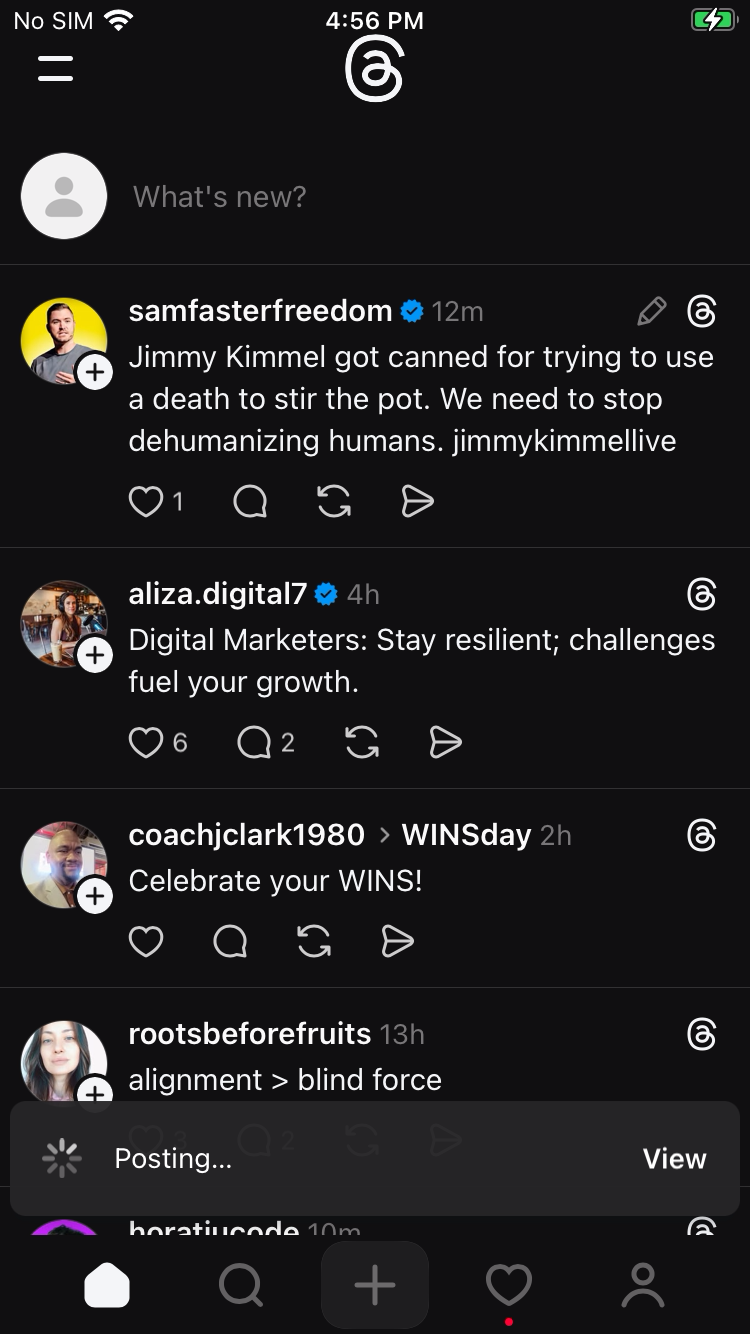 No SIM 4:56 PM
What's new?
samfasterfreedom 12m
Jimmy Kimmel got canned for trying to use
a death to stir the pot. We need to stop
dehumanizing humans. jimmykimmellive
1
aliza.digital7 4h
Digital Marketers: Stay resilient; challenges
fuel your growth.
6 2
coachjclark1980 > WINSday 2h
Celebrate your WINS!
rootsbeforefruits 13h
alignment > blind force
8 2
Posting... View
horatiucode 10m